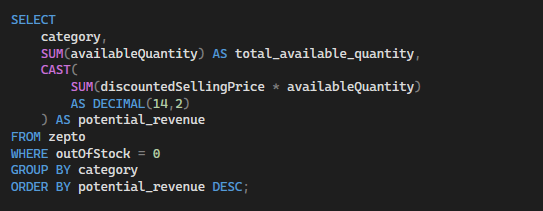 SELECT
    category,
    SUM(availableQuantity) AS total_available_quantity,
    CAST(
        SUM(discountedSellingPrice * availableQuantity)
        AS DECIMAL(14,2)
    ) AS potential_revenue
FROM zepto
WHERE outOfStock = 0
GROUP BY category
ORDER BY potential_revenue DESC;